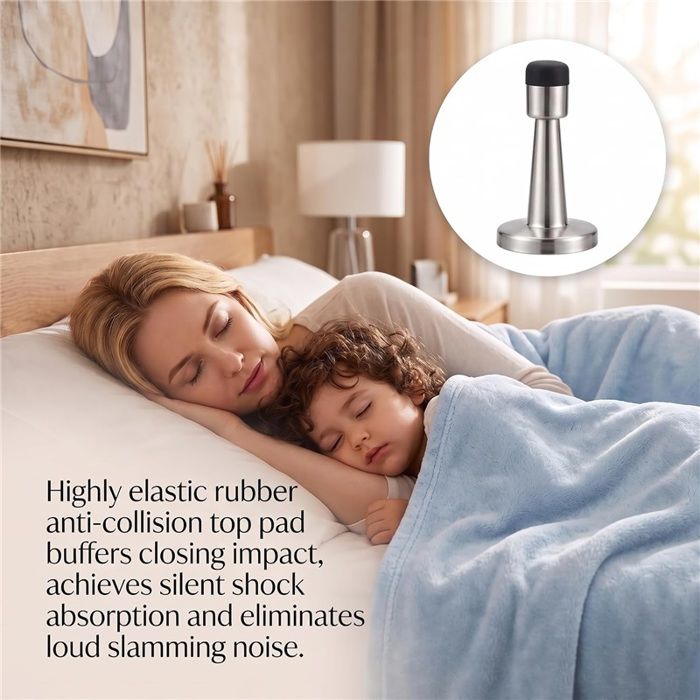 Highly elastic rubber
anti-collision top pad
buffers closing impact,
achieves silent shock
absorption and eliminates
loud slamming noise.